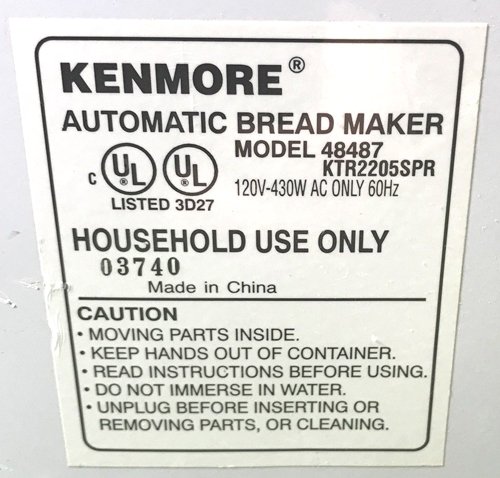 KENMORE®
AUTOMATIC BREAD MAKER
MODEL 48487
KTR2205SPR
c UL UL
120V-430W AC ONLY 60Hz
LISTED 3D27
HOUSEHOLD USE ONLY
03740
Made in China
CAUTION
• MOVING PARTS INSIDE.
• KEEP HANDS OUT OF CONTAINER.
• READ INSTRUCTIONS BEFORE USING.
• DO NOT IMMERSE IN WATER.
• UNPLUG BEFORE INSERTING OR
REMOVING PARTS, OR CLEANING.